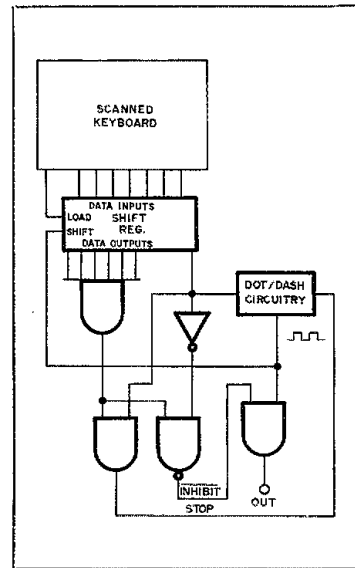 SCANNED
KEYBOARD
DATA INPUTS
LOAD SHIFT
SHIFT REG.
DATA OUTPUTS
DOT/DASH
CIRCUITRY
INHIBIT
STOP
OUT